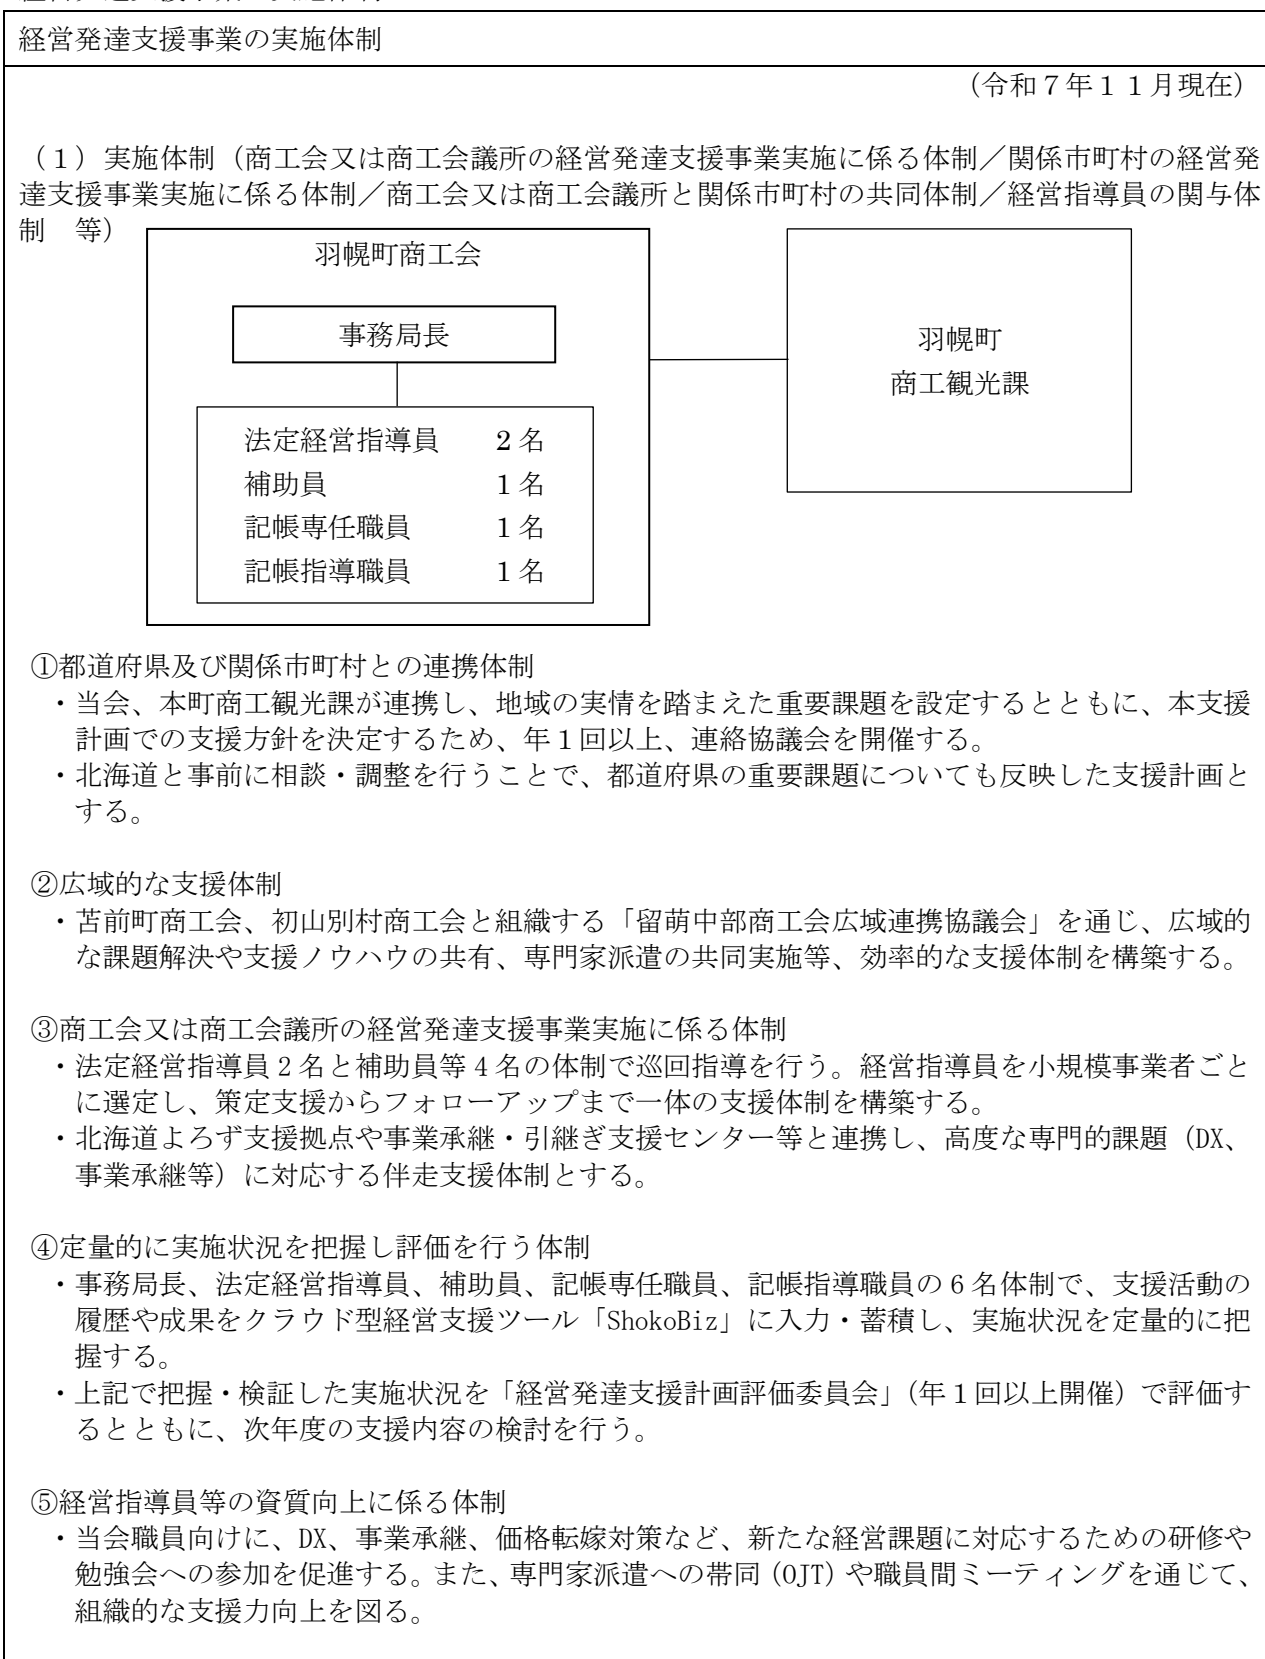 経営発達支援事業の実施体制
(令和7年11月現在)
(1)実施体制(商工会又は商工会議所の経営発達支援事業実施に係る体制/関係市町村の経営発
達支援事業実施に係る体制/商工会又は商工会議所と関係市町村の共同体制/経営指導員の関与体
制 等)
羽幌町商工会
事務局長
法定経営指導員 2名
補助員 1名
記帳専任職員 1名
記帳指導職員 1名
羽幌町
商工観光課
①都道府県及び関係市町村との連携体制
・当会、本町商工観光課が連携し、地域の実情を踏まえた重要課題を設定するとともに、本支援
計画での支援方針を決定するため、年1回以上、連絡協議会を開催する。
・北海道と事前に相談・調整を行うことで、都道府県の重要課題についても反映した支援計画と
する。
②広域的な支援体制
・苫前町商工会、初山別村商工会と組織する「留萌中部商工会広域連携協議会」を通じ、広域的
な課題解決や支援ノウハウの共有、専門家派遣の共同実施等、効率的な支援体制を構築する。
③商工会又は商工会議所の経営発達支援事業実施に係る体制
・法定経営指導員2名と補助員等4名の体制で巡回指導を行う。経営指導員を小規模事業者ごと
に選定し、策定支援からフォローアップまで一体の支援体制を構築する。
・北海道よろず支援拠点や事業承継・引継ぎ支援センター等と連携し、高度な専門的課題(DX、
事業承継等)に対応する伴走支援体制とする。
④定量的に実施状況を把握し評価を行う体制
・事務局長、法定経営指導員、補助員、記帳専任職員、記帳指導職員の6名体制で、支援活動の
履歴や成果をクラウド型経営支援ツール「ShokoBiz」に入力・蓄積し、実施状況を定量的に把
握する。
・上記で把握・検証した実施状況を「経営発達支援計画評価委員会」(年1回以上開催)で評価す
るとともに、次年度の支援内容の検討を行う。
⑤経営指導員等の資質向上に係る体制
・当会職員向けに、DX、事業承継、価格転嫁対策など、新たな経営課題に対応するための研修や
勉強会への参加を促進する。また、専門家派遣への帯同(OJT)や職員間ミーティングを通じて、
組織的な支援力向上を図る。